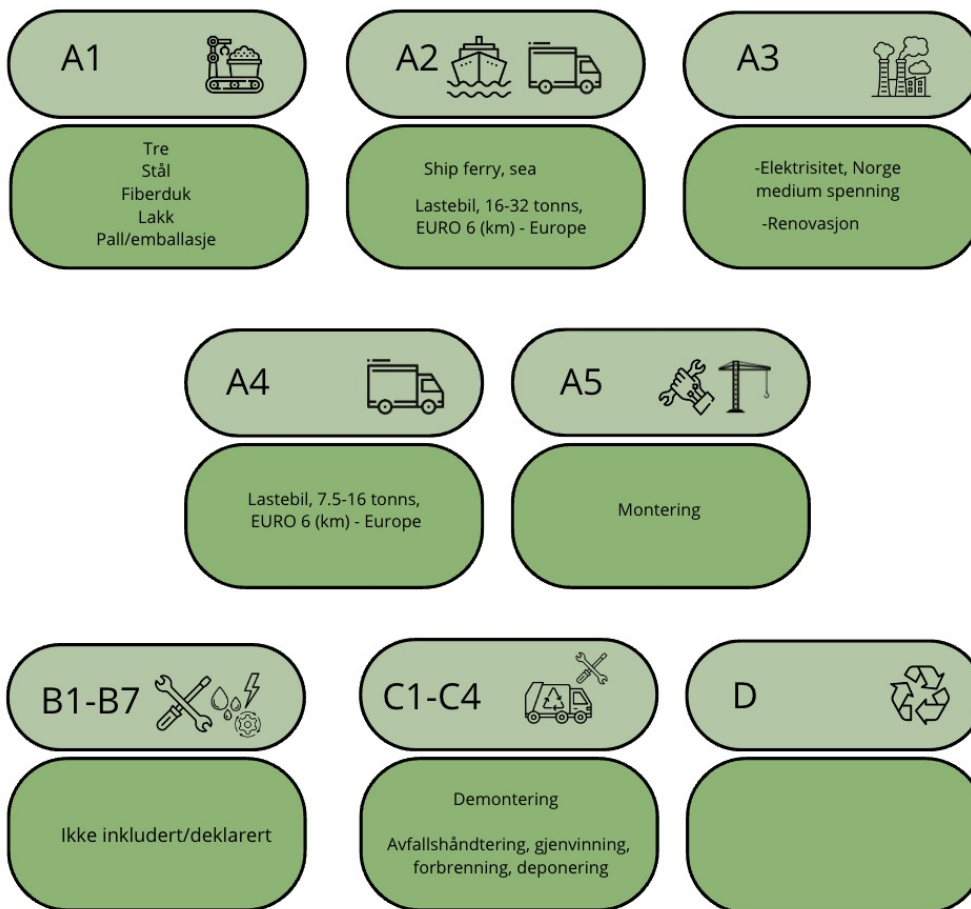 A1
Tre
Stål
Fiberduk
Lakk
Pall/emballasje
A2
Ship ferry, sea
Lastebil, 16-32 tonns,
EURO 6 (km) - Europe
A3
-Elektrisitet, Norge
medium spenning
-Renovasjon
A4
Lastebil, 7.5-16 tonns,
EURO 6 (km) - Europe
A5
Montering
B1-B7
Ikke inkludert/deklarert
C1-C4
Demontering
Avfallshåndtering, gjenvinning,
forbrenning, deponering
D